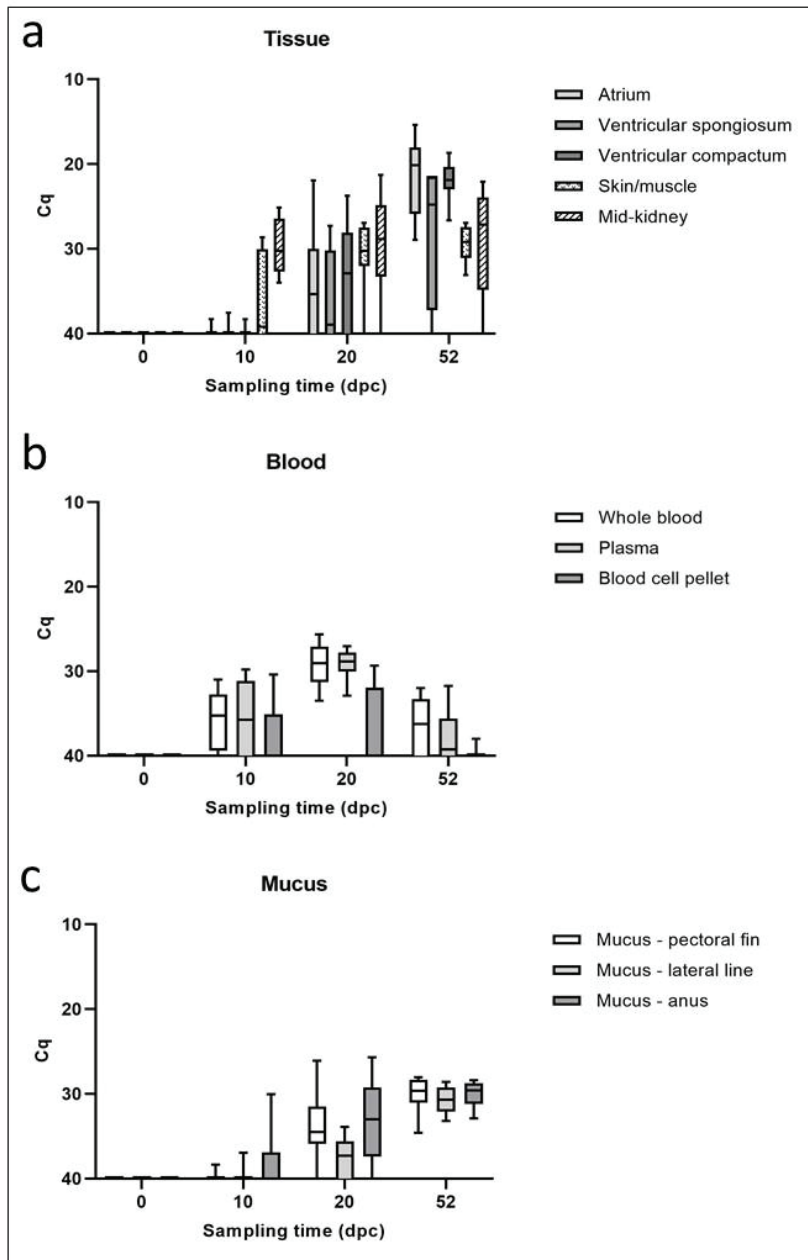 a
Tissue
10
20
30
40
Cq
0 10 20 52
Sampling time (dpc)
Atrium
Ventricular spongiosum
Ventricular compactum
Skin/muscle
Mid-kidney
b
Blood
10
20
30
40
Cq
0 10 20 52
Sampling time (dpc)
Whole blood
Plasma
Blood cell pellet
c
Mucus
10
20
30
40
Cq
0 10 20 52
Sampling time (dpc)
Mucus - pectoral fin
Mucus - lateral line
Mucus - anus